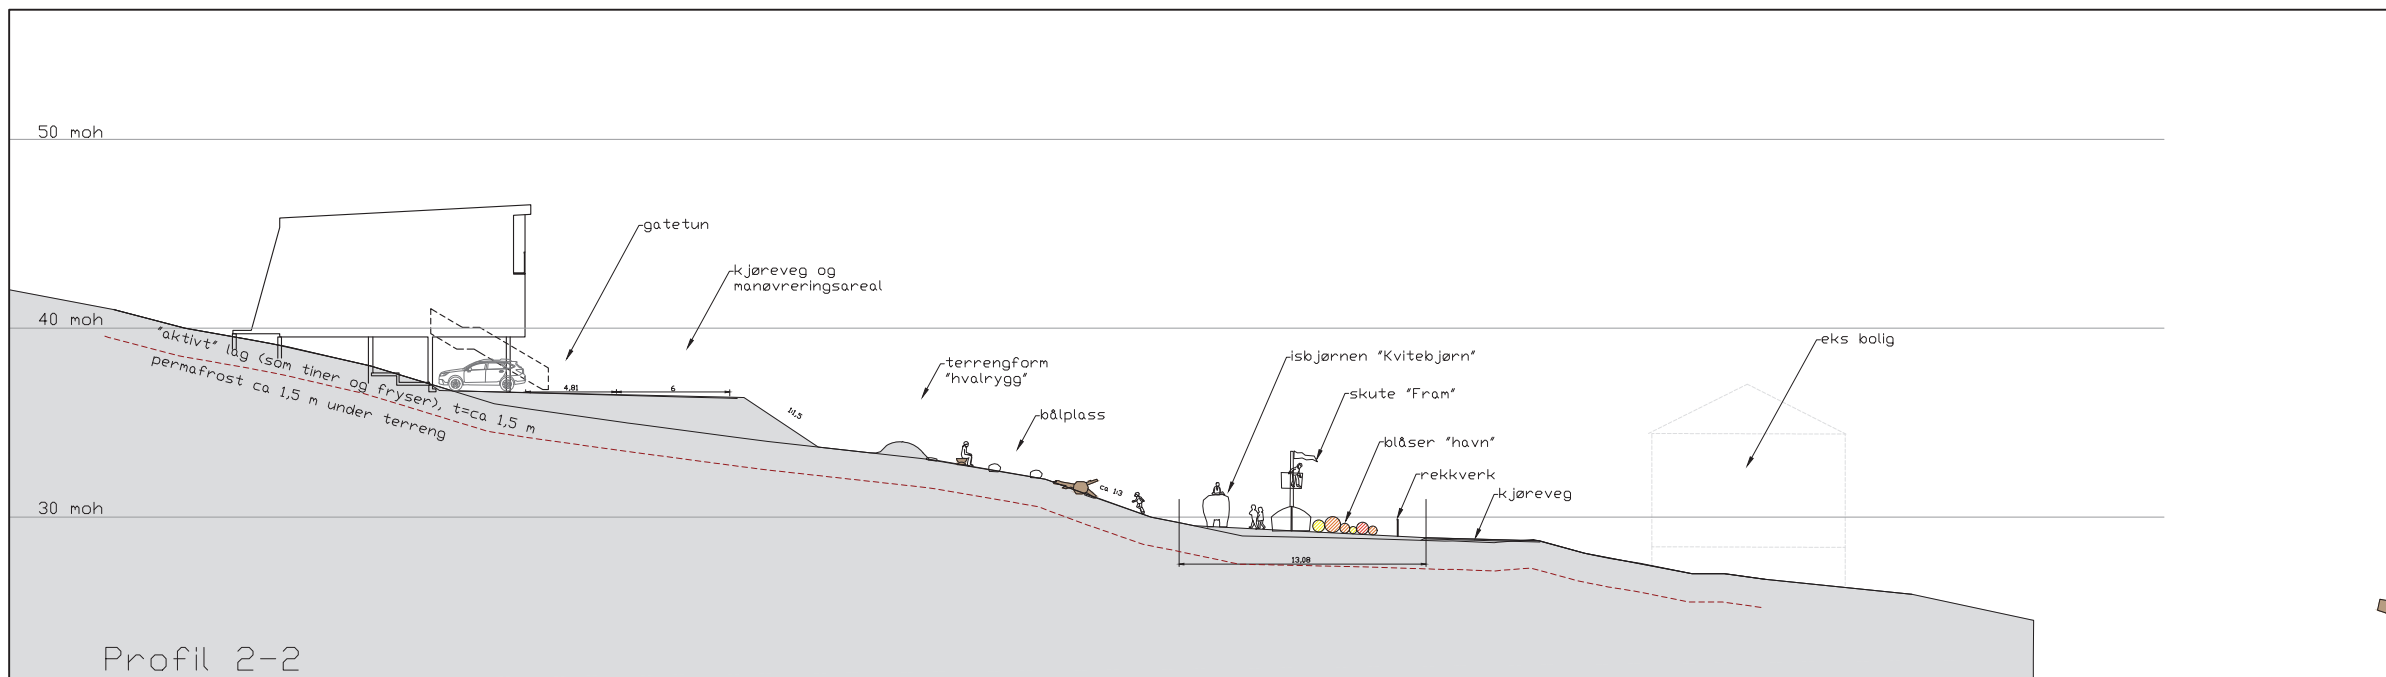 50 moh
gatetun
kjøreveg og
manøvreringsareal
40 moh
"aktivt" lag (som tiner og fryser), t=ca 1,5 m
permafrost ca 1,5 m under terreng
4,81
6
1:1,5
terrengform
"hvalrygg"
bålplass
ca 1:3
isbjørnen "Kvitebjørn"
skute "Fram"
blåser "havn"
rekkverk
kjøreveg
eks bolig
30 moh
13,08
Profil 2-2